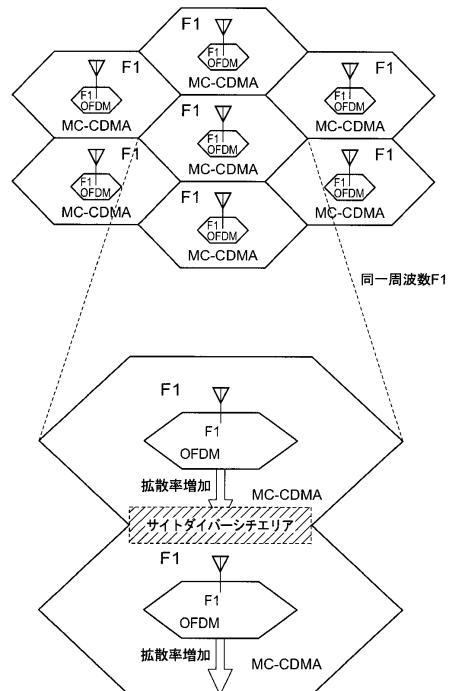 F1
F1
OFDM
MC-CDMA
F1
F1
OFDM
MC-CDMA
F1
F1
OFDM
MC-CDMA
F1
F1
OFDM
MC-CDMA
F1
F1
OFDM
MC-CDMA
F1
F1
OFDM
MC-CDMA
F1
F1
OFDM
MC-CDMA
同一周波数F1
F1
F1
OFDM
拡散率増加
MC-CDMA
サイトダイバーシチエリア
F1
F1
OFDM
拡散率増加
MC-CDMA